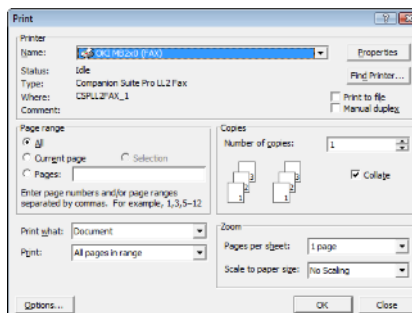 Print
Printer
Name: OKI MB2x0 (FAX)
Properties
Status: Idle
Type: Companion Suite Pro LL2 Fax
Find Printer...
Where: CSPLL2FAX_1
Print to file
Comment:
Manual duplex
Page range
All
Current page
Selection
Pages:
Enter page numbers and/or page ranges
separated by commas. For example, 1,3,5–12
Copies
Number of copies: 1
Collate
Print what: Document
Print: All pages in range
Zoom
Pages per sheet: 1 page
Scale to paper size: No Scaling
Options...
OK
Close